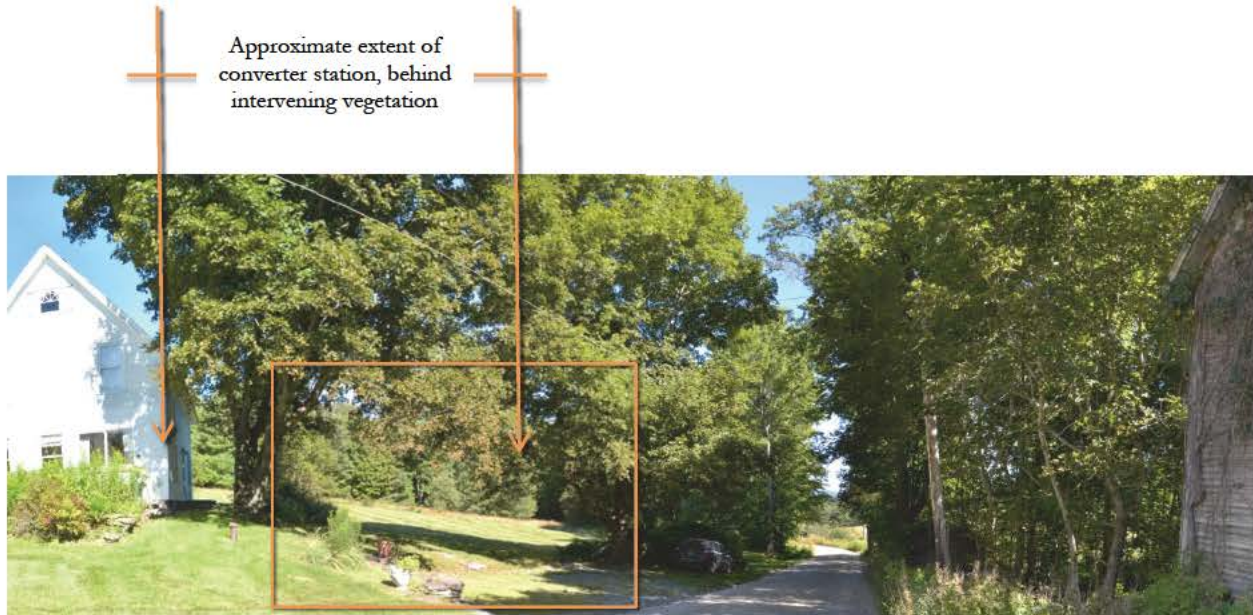 Approximate extent of
converter station, behind
intervening vegetation